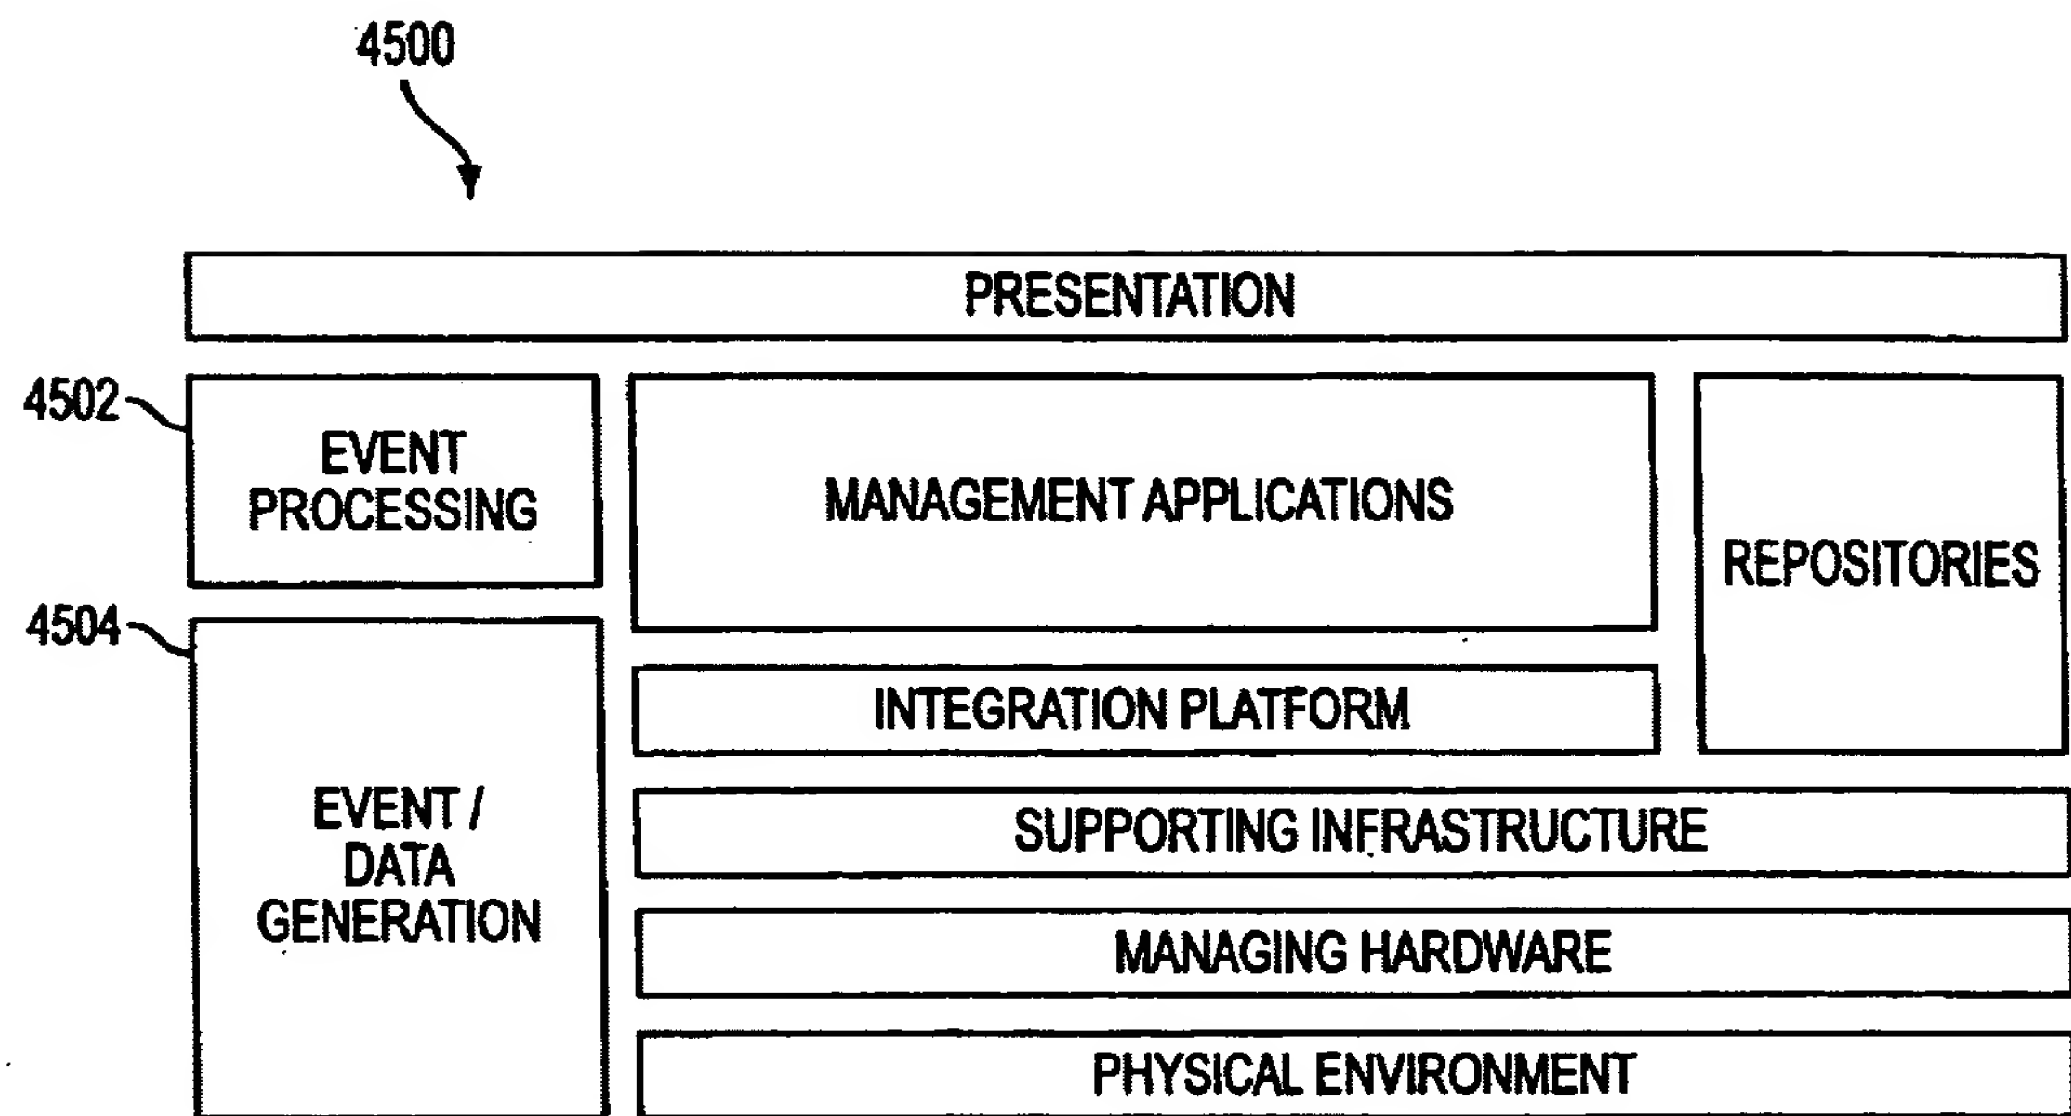 4500
PRESENTATION
4502
EVENT
PROCESSING
MANAGEMENT APPLICATIONS
REPOSITORIES
4504
INTEGRATION PLATFORM
EVENT /
DATA
GENERATION
SUPPORTING INFRASTRUCTURE
MANAGING HARDWARE
PHYSICAL ENVIRONMENT